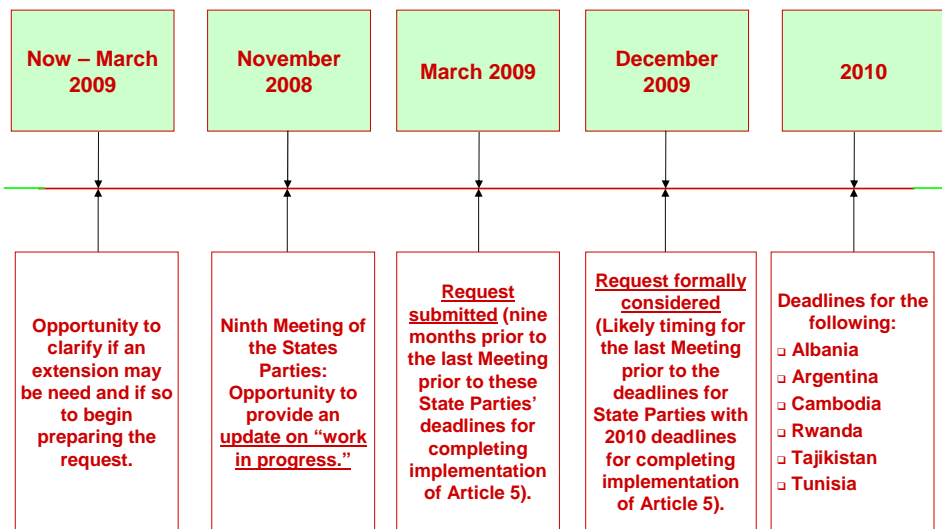 Now – March
2009
November
2008
March 2009
December
2009
2010
Opportunity to
clarify if an
extension may
be need and if so
to begin
preparing the
request.
Ninth Meeting of
the States
Parties:
Opportunity to
provide an
update on “work
in progress.”
Request
submitted (nine
months prior to
the last Meeting
prior to these
State Parties’
deadlines for
completing
implementation
of Article 5).
Request formally
considered
(Likely timing for
the last Meeting
prior to the
deadlines for
State Parties with
2010 deadlines
for completing
implementation
of Article 5).
Deadlines for the
following:
❑ Albania
❑ Argentina
❑ Cambodia
❑ Rwanda
❑ Tajikistan
❑ Tunisia